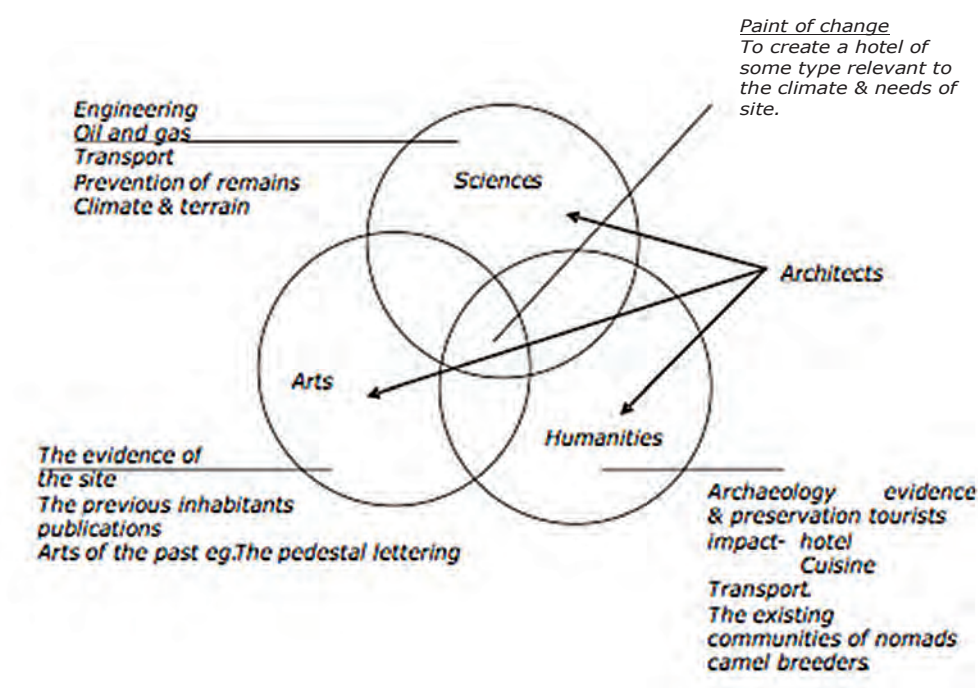 Paint of change
To create a hotel of
some type relevant to
the climate & needs of
site.
Engineering
Oil and gas
Transport
Prevention of remains
Climate & terrain
Sciences
Architects
Arts
Humanities
The evidence of
the site
The previous inhabitants
publications
Arts of the past eg.The pedestal lettering
Archaeology evidence
& preservation tourists
impact- hotel
Cuisine
Transport.
The existing
communities of nomads
camel breeders